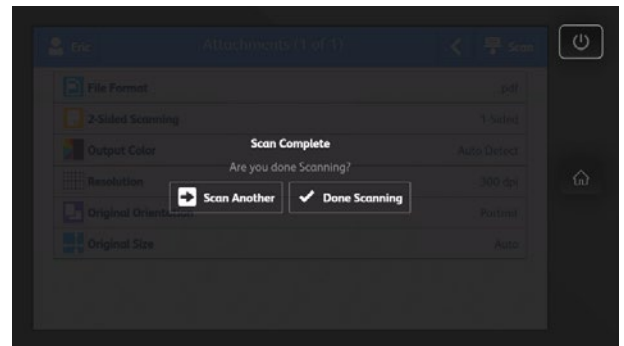 Eric Attachments (1 of 1) Scan
File Format .pdf
2-Sided Scanning 1-Sided
Output Color Auto Detect
Resolution 300 dpi
Original Orientation Portrait
Original Size Auto
Scan Complete
Are you done Scanning?
Scan Another Done Scanning